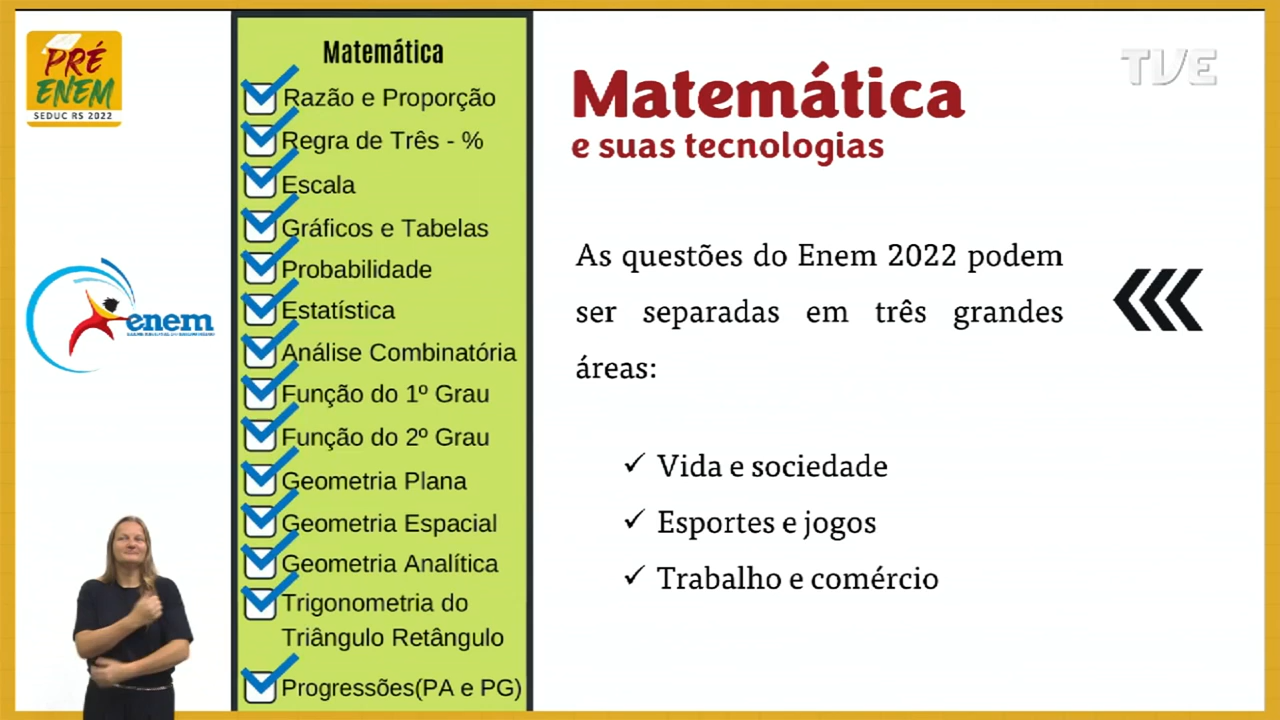 PRÉ
ENEM
SEDUC RS 2022
enem
Matemática
Razão e Proporção
Regra de Três - %
Escala
Gráficos e Tabelas
Probabilidade
Estatística
Análise Combinatória
Função do 1º Grau
Função do 2º Grau
Geometria Plana
Geometria Espacial
Geometria Analítica
Trigonometria do
Triângulo Retângulo
Progressões(PA e PG)
Matemática
e suas tecnologias
As questões do Enem 2022 podem
ser separadas em três grandes
áreas:
Vida e sociedade
Esportes e jogos
Trabalho e comércio
TVE